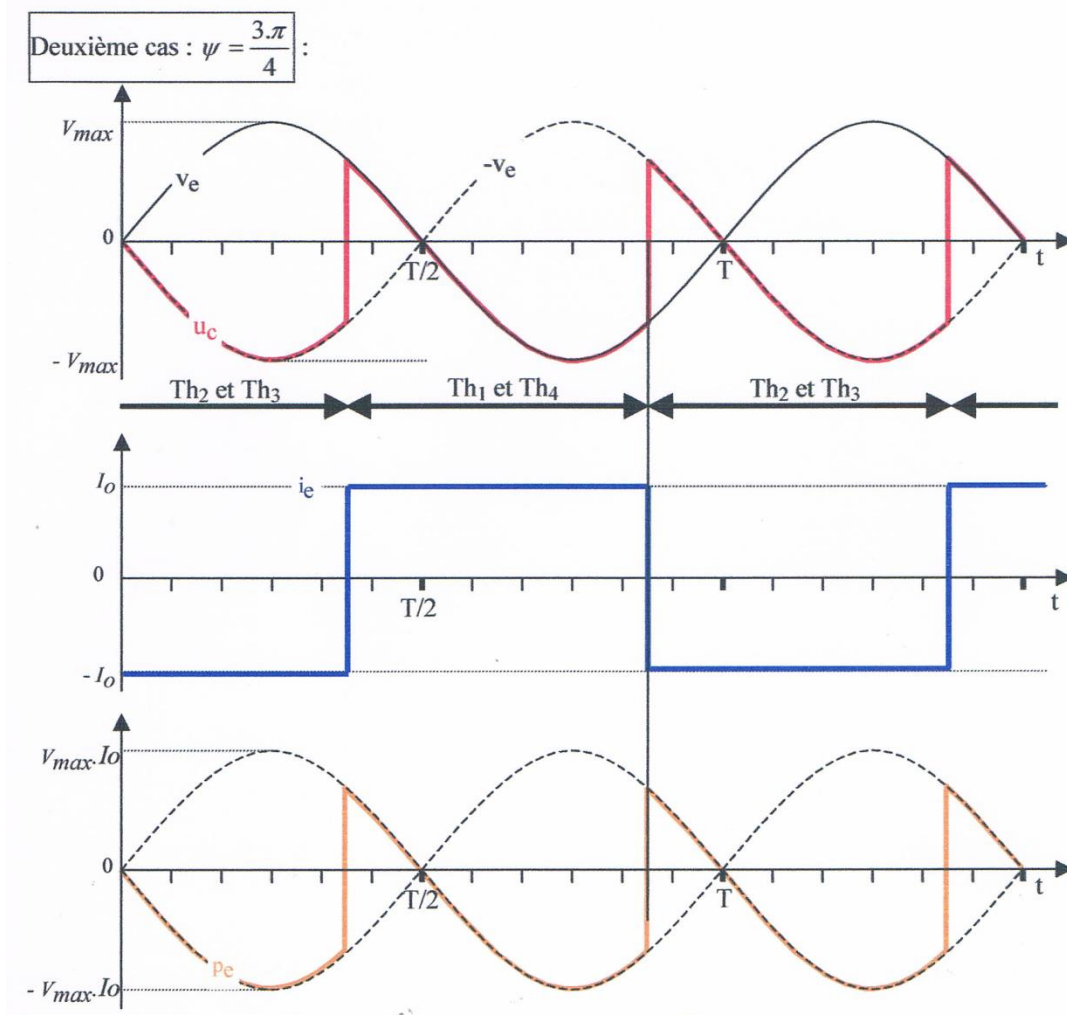 Deuxième cas : ψ = 3.π/4 :
Vmax
ve
-ve
0
T/2
T
t
uc
- Vmax
Th2 et Th3
Th1 et Th4
Th2 et Th3
Io
ie
0
T/2
t
- Io
Vmax.Io
0
T/2
T
t
pe
- Vmax.Io